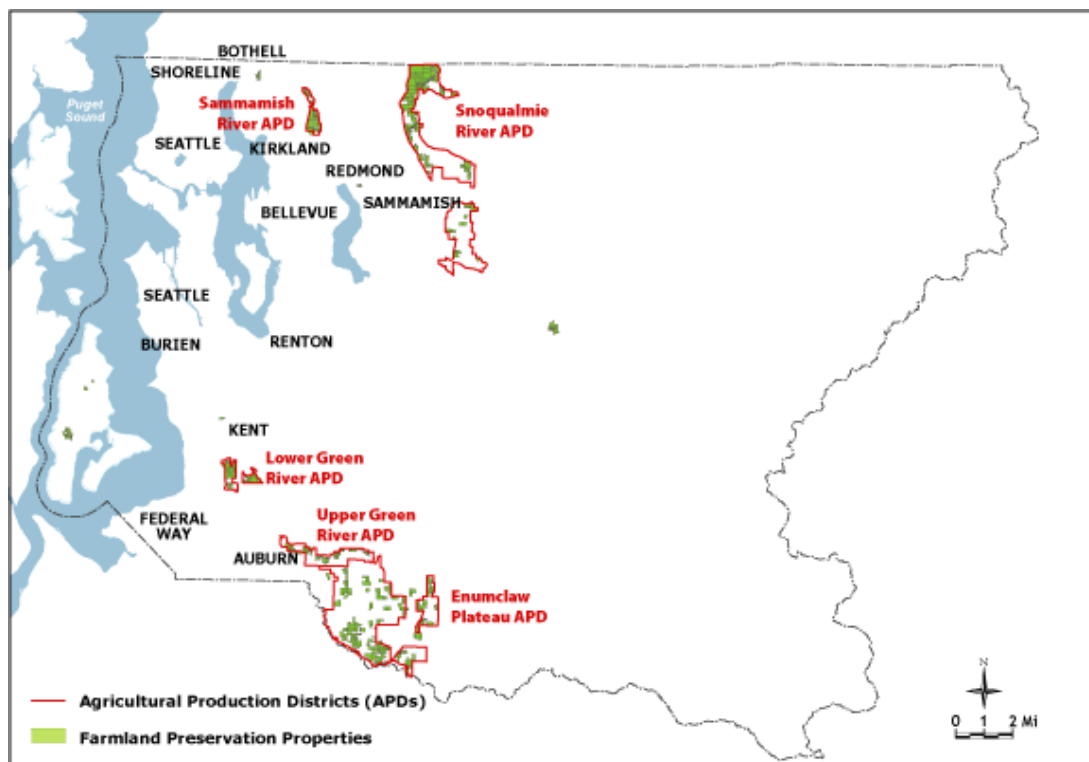 BOTHELL
SHORELINE
Puget
Sound
Sammamish
River APD
Snoqualmie
River APD
SEATTLE
KIRKLAND
REDMOND
SAMMAMISH
BELLEVUE
SEATTLE
BURIEN
RENTON
KENT
Lower Green
River APD
FEDERAL
WAY
Upper Green
River APD
AUBURN
Enumclaw
Plateau APD
N
0 1 2 Mi
Agricultural Production Districts (APDs)
Farmland Preservation Properties